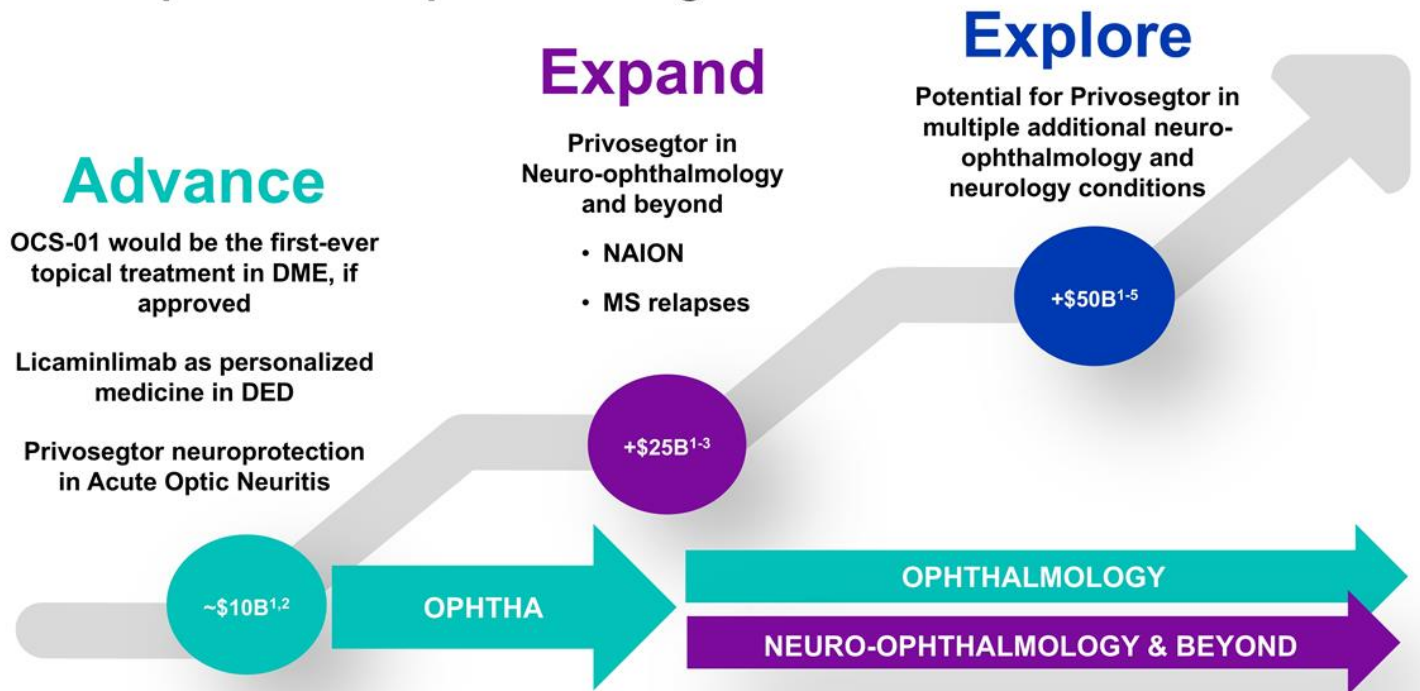 Advance
OCS-01 would be the first-ever
topical treatment in DME, if
approved
Licaminlimab as personalized
medicine in DED
Privosegtor neuroprotection
in Acute Optic Neuritis
~$10B1,2
Expand
Privosegtor in
Neuro-ophthalmology
and beyond
• NAION
• MS relapses
+$25B1-3
Explore
Potential for Privosegtor in
multiple additional neuro-
ophthalmology and
neurology conditions
+$50B1-5
OPHTHA
OPHTHALMOLOGY
NEURO-OPHTHALMOLOGY & BEYOND